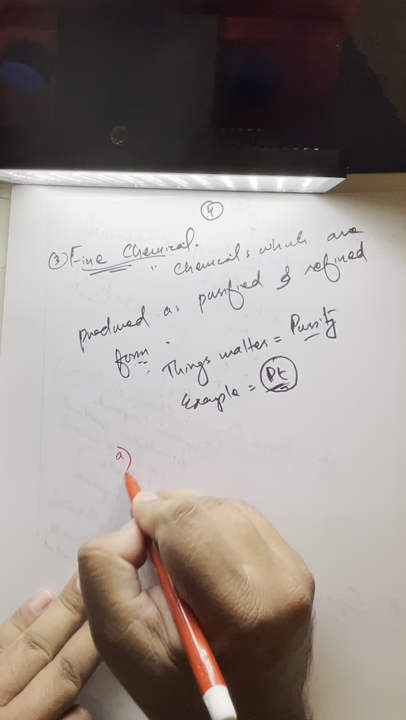 4
③ Fine Chemical.
" Chemicals which are
produced as purified & refined
form.
Things matter = Purity
Example = Pt
a)